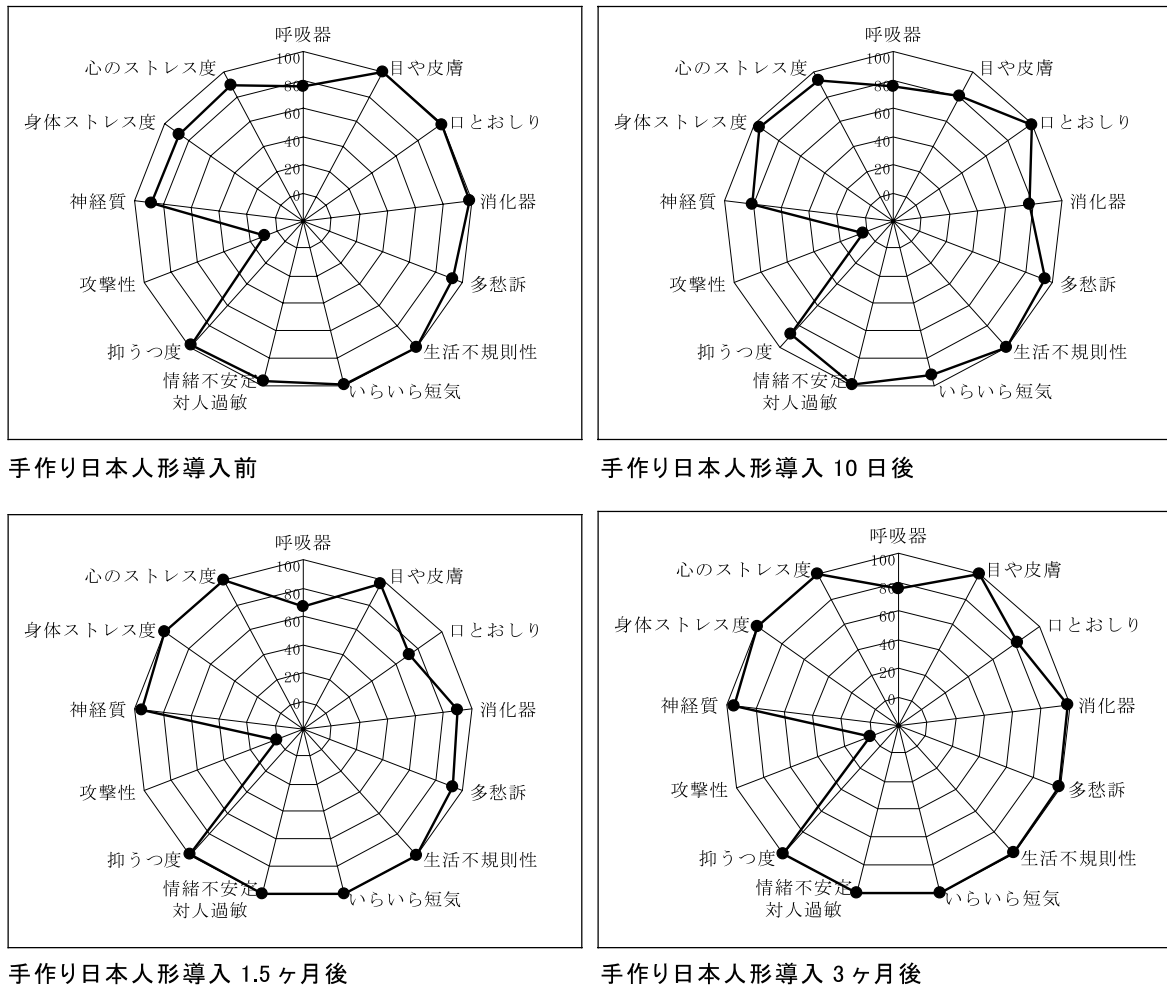 呼吸器
目や皮膚
口とおしり
消化器
多愁訴
生活不規則性
いらいら短気
情緒不安定
対人過敏
抑うつ度
攻撃性
神経質
身体ストレス度
心のストレス度
100
80
60
40
20
0
手作り日本人形導入前
呼吸器
目や皮膚
口とおしり
消化器
多愁訴
生活不規則性
いらいら短気
情緒不安定
対人過敏
抑うつ度
攻撃性
神経質
身体ストレス度
心のストレス度
100
80
60
40
20
0
手作り日本人形導入 10 日後
呼吸器
目や皮膚
口とおしり
消化器
多愁訴
生活不規則性
いらいら短気
情緒不安定
対人過敏
抑うつ度
攻撃性
神経質
身体ストレス度
心のストレス度
100
80
60
40
20
0
手作り日本人形導入 1.5 ヶ月後
呼吸器
目や皮膚
口とおしり
消化器
多愁訴
生活不規則性
いらいら短気
情緒不安定
対人過敏
抑うつ度
攻撃性
神経質
身体ストレス度
心のストレス度
100
80
60
40
20
0
手作り日本人形導入 3 ヶ月後